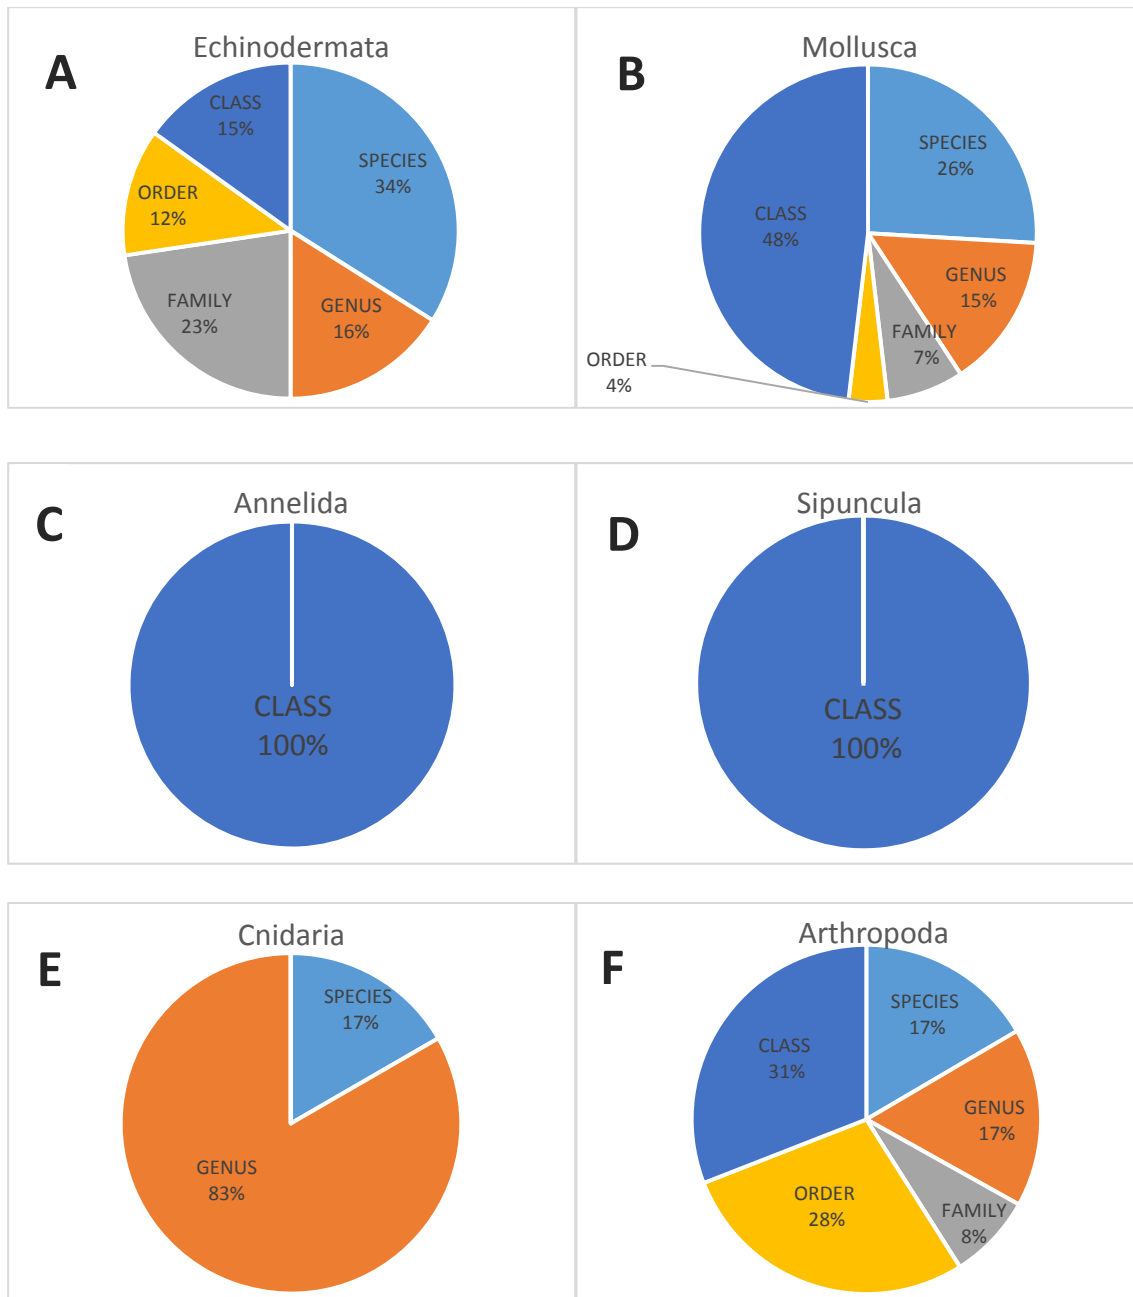 A
Echinodermata
CLASS
15%
SPECIES
34%
ORDER
12%
FAMILY
23%
GENUS
16%
B
Mollusca
SPECIES
26%
CLASS
48%
GENUS
15%
FAMILY
7%
ORDER
4%
C
Annelida
CLASS
100%
D
Sipuncula
CLASS
100%
E
Cnidaria
SPECIES
17%
GENUS
83%
F
Arthropoda
SPECIES
17%
CLASS
31%
GENUS
17%
ORDER
28%
FAMILY
8%